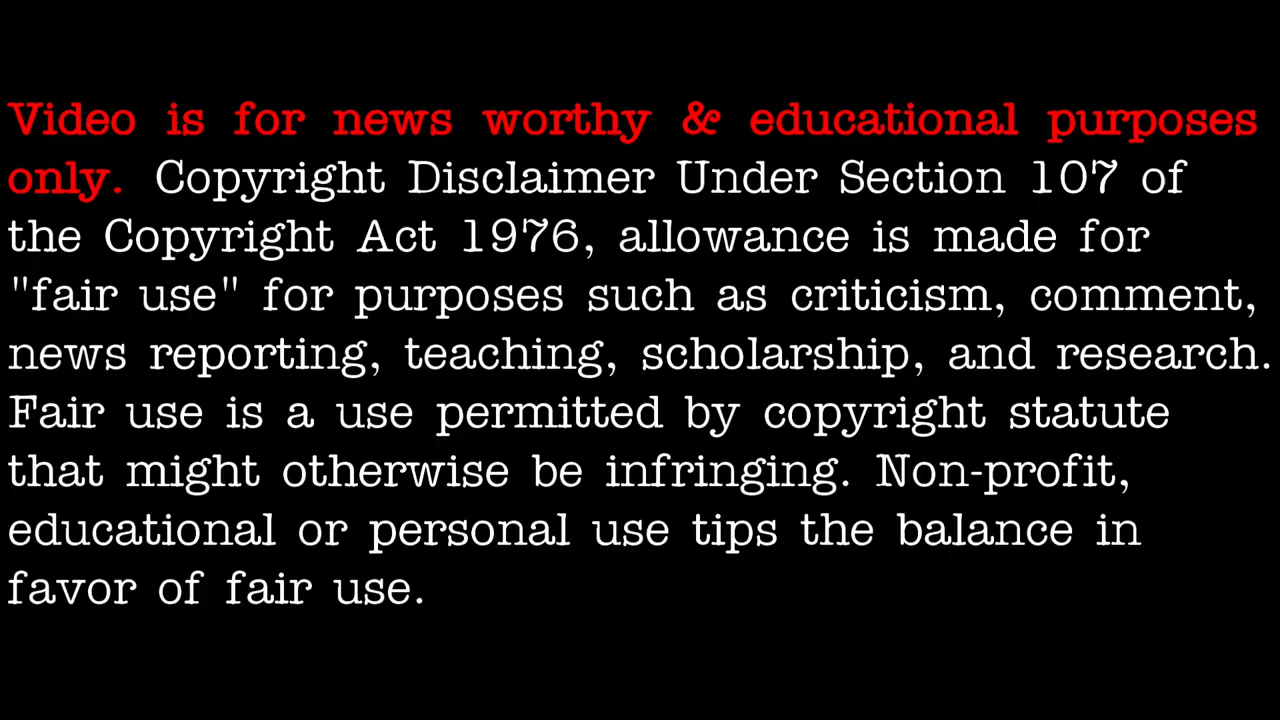 Video is for news worthy & educational purposes
only. Copyright Disclaimer Under Section 107 of
the Copyright Act 1976, allowance is made for
"fair use" for purposes such as criticism, comment,
news reporting, teaching, scholarship, and research.
Fair use is a use permitted by copyright statute
that might otherwise be infringing. Non-profit,
educational or personal use tips the balance in
favor of fair use.